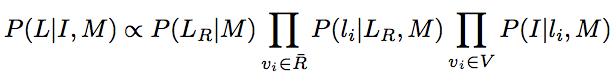 P(L|I, M) ∝ P(L_R|M) ∏_{v_i∈R̄} P(l_i|L_R, M) ∏_{v_i∈V} P(I|l_i, M)